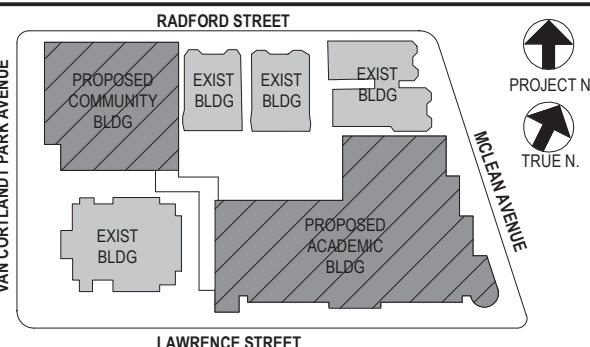 RADFORD STREET
VAN CORTLANDT PARK AVENUE
PROPOSED
COMMUNITY
BLDG
EXIST
BLDG
EXIST
BLDG
EXIST
BLDG
PROJECT N
TRUE N.
MCLEAN AVENUE
EXIST
BLDG
PROPOSED
ACADEMIC
BLDG
LAWRENCE STREET